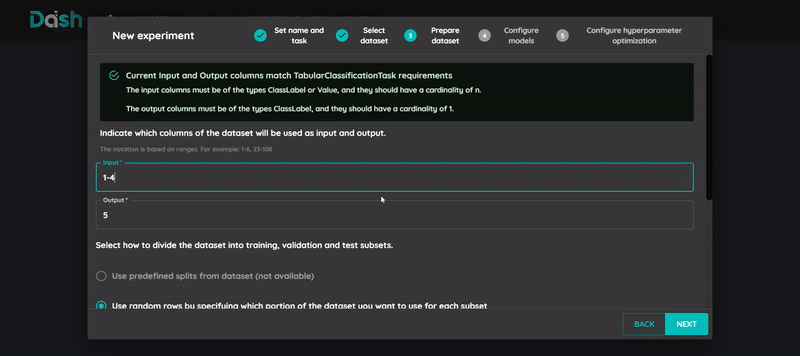 Dash
New experiment
Set name and
task
Select
dataset
3
Prepare
dataset
4
Configure
models
5
Configure hyperparameter
optimization
Current Input and Output columns match TabularClassificationTask requirements
The input columns must be of the types ClassLabel or Value, and they should have a cardinality of n.
The output columns must be of the types ClassLabel, and they should have a cardinality of 1.
Indicate which columns of the dataset will be used as input and output.
The notation is based on ranges. For example: 1-6, 23-108
Input *
1-4
Output *
5
Select how to divide the dataset into training, validation and test subsets.
Use predefined splits from dataset (not available)
Use random rows by specifying which portion of the dataset you want to use for each subset
BACK
NEXT